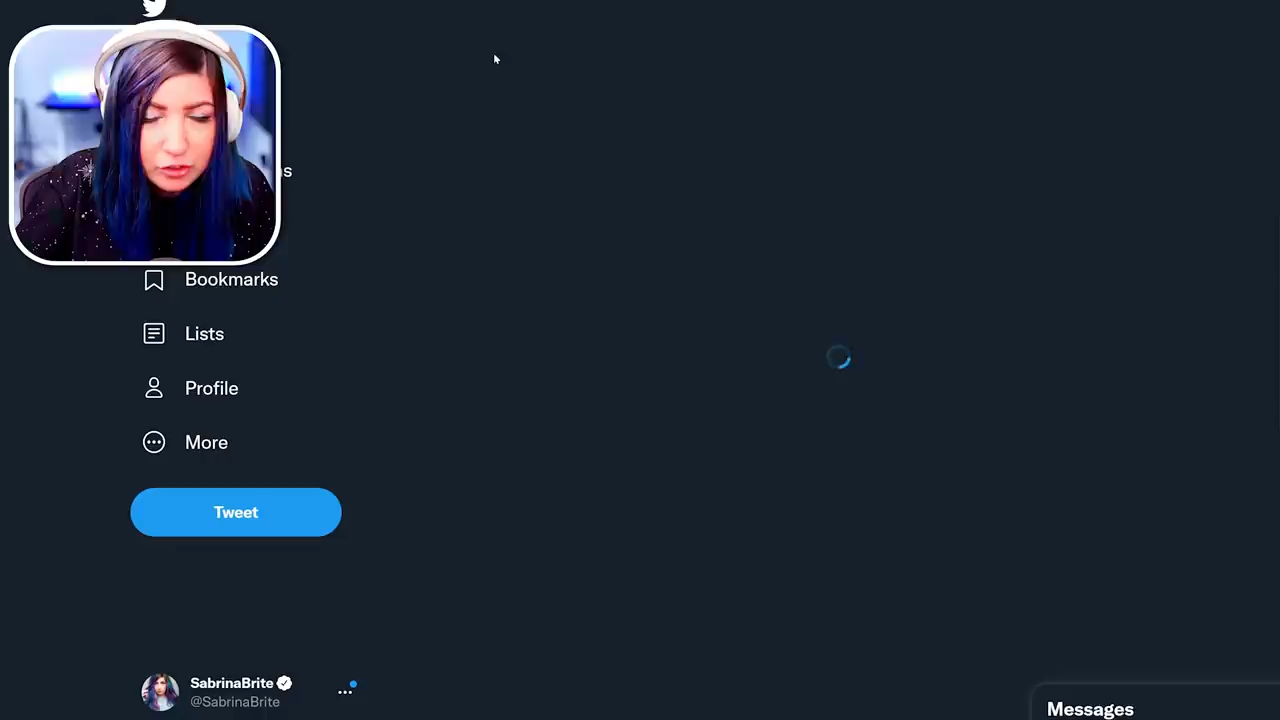 s
Bookmarks
Lists
Profile
More
Tweet
SabrinaBrite
@SabrinaBrite
Messages